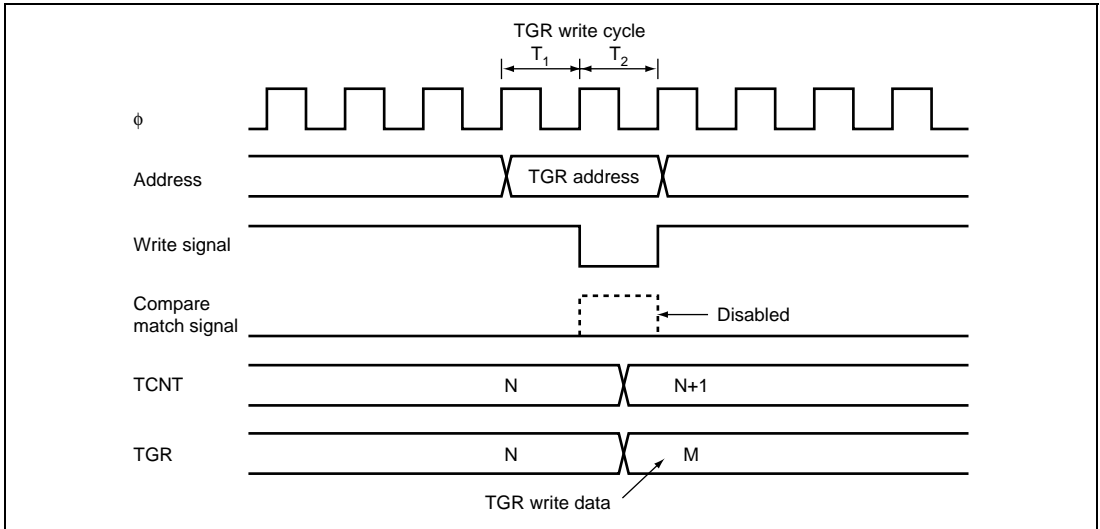 TGR write cycle
T1 T2
φ
Address TGR address
Write signal
Compare
match signal
Disabled
TCNT N N+1
TGR N M
TGR write data